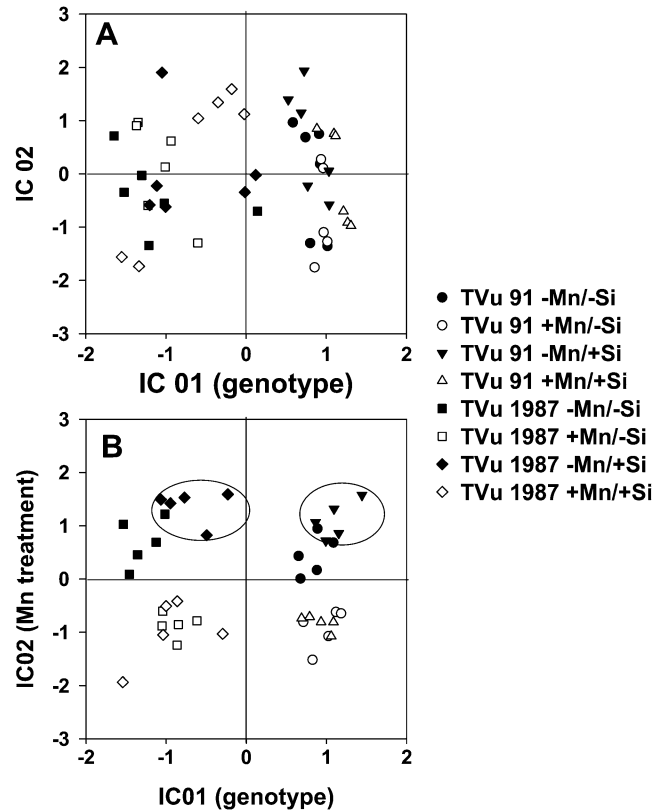 3
A
2
1
IC 02
0
-1
-2
-3
-2 -1 0 1 2
IC 01 (genotype)
TVu 91 -Mn/-Si
TVu 91 +Mn/-Si
TVu 91 -Mn/+Si
TVu 91 +Mn/+Si
TVu 1987 -Mn/-Si
TVu 1987 +Mn/-Si
TVu 1987 -Mn/+Si
TVu 1987 +Mn/+Si
3
B
2
1
IC02 (Mn treatment)
0
-1
-2
-3
-2 -1 0 1 2
IC01 (genotype)